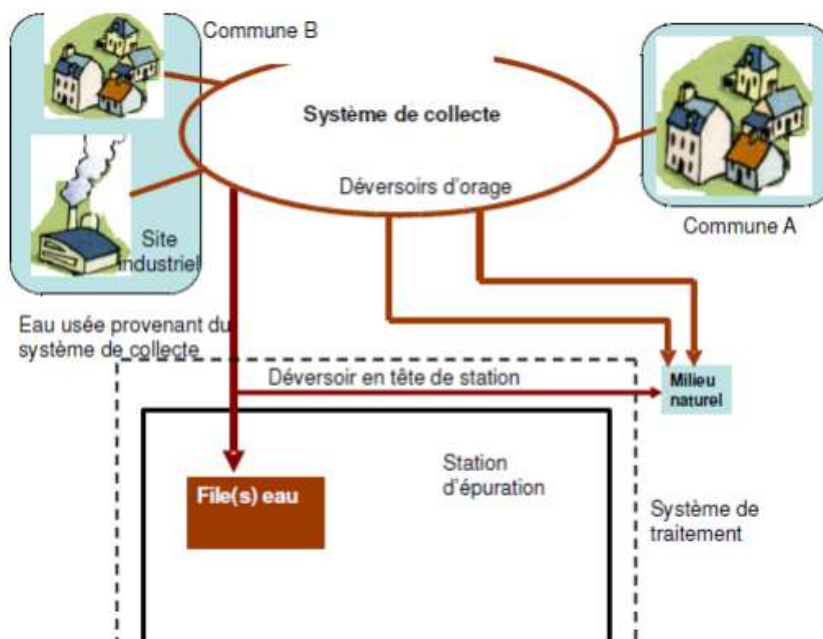 Commune B
Système de collecte
Déversoirs d'orage
Commune A
Site
industriel
Eau usée provenant du
système de collecte
Déversoir en tête de station
Milieu
naturel
Station
d'épuration
File(s) eau
Système de
traitement